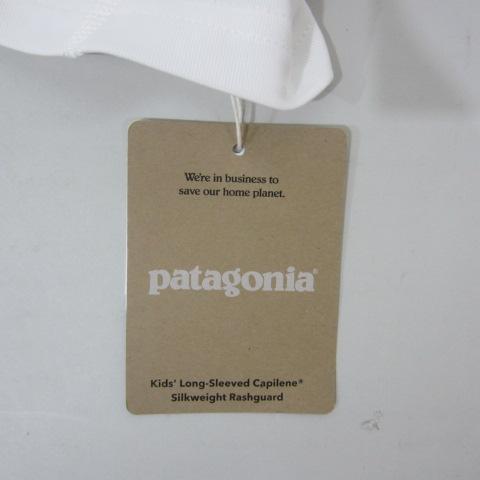 We're in business to
save our home planet.
patagonia®
Kids' Long-Sleeved Capilene®
Silkweight Rashguard